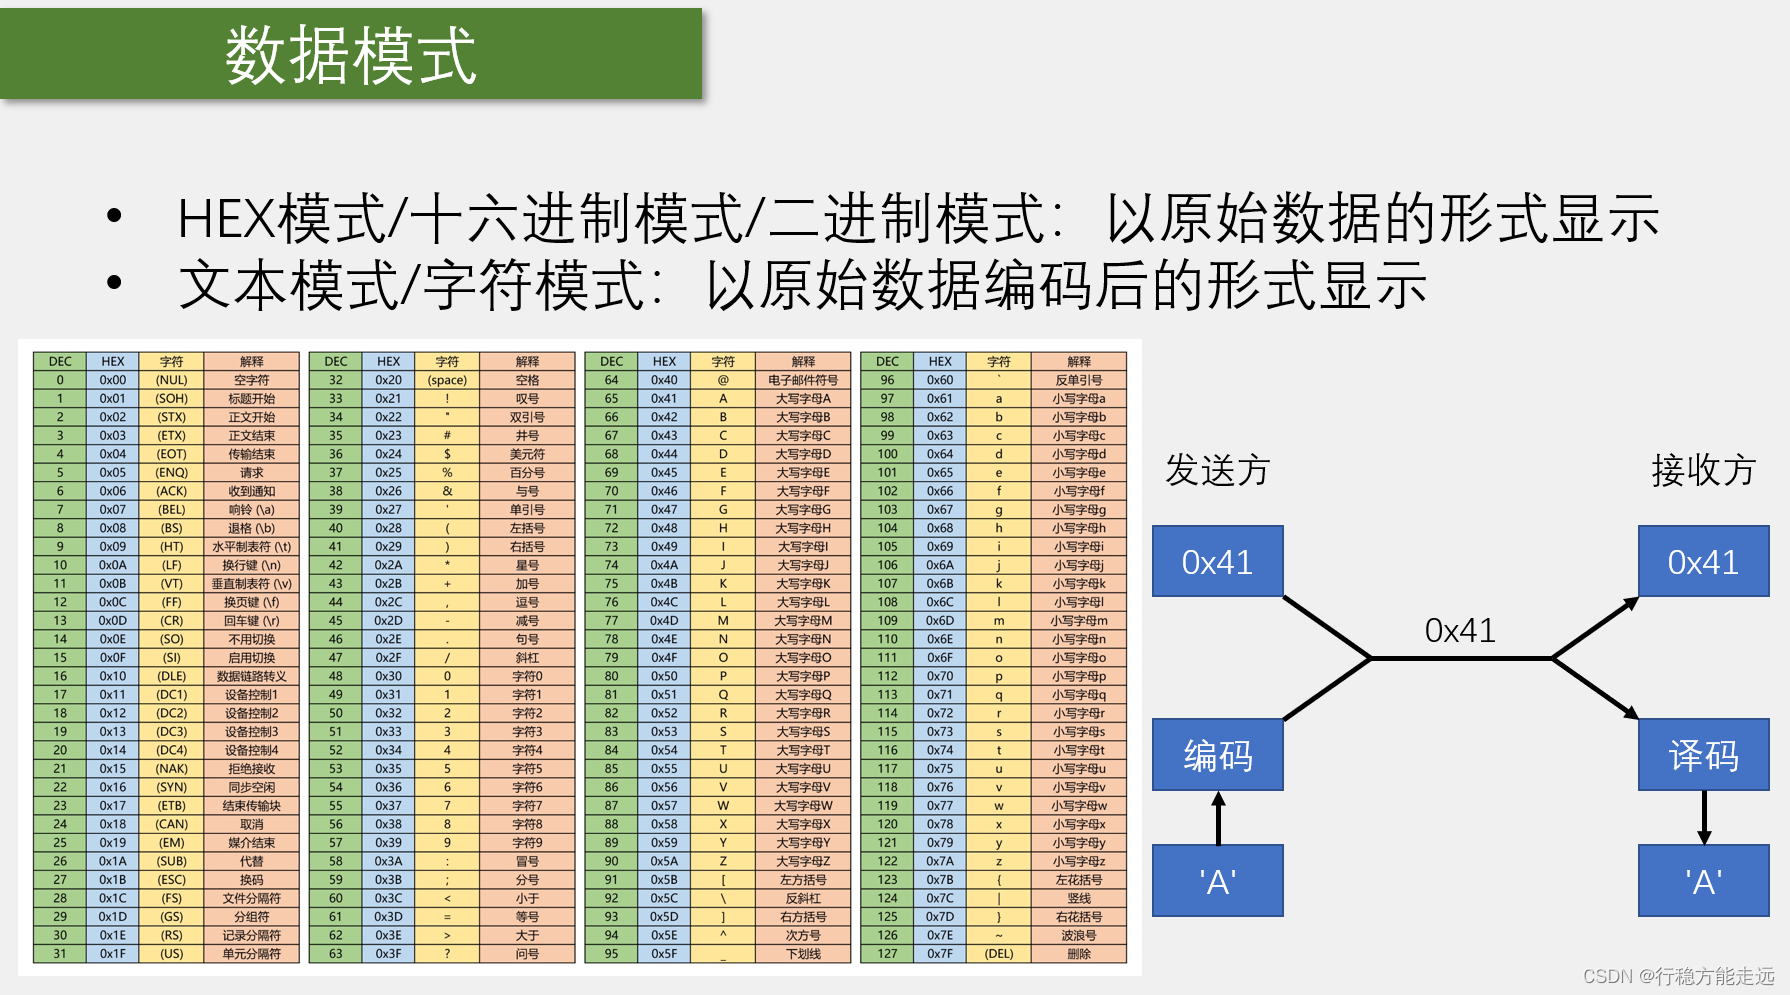 数据模式
• HEX模式/十六进制模式/二进制模式：以原始数据的形式显示
• 文本模式/字符模式：以原始数据编码后的形式显示
DEC HEX 字符 解释 DEC HEX 字符 解释 DEC HEX 字符 解释 DEC HEX 字符 解释
0 0x00 (NUL) 空字符 32 0x20 (space) 空格 64 0x40 @ 电子邮件符号 96 0x60 ` 反单引号
1 0x01 (SOH) 标题开始 33 0x21 ! 叹号 65 0x41 A 大写字母A 97 0x61 a 小写字母a
2 0x02 (STX) 正文开始 34 0x22 " 双引号 66 0x42 B 大写字母B 98 0x62 b 小写字母b
3 0x03 (ETX) 正文结束 35 0x23 # 井号 67 0x43 C 大写字母C 99 0x63 c 小写字母c
4 0x04 (EOT) 传输结束 36 0x24 $ 美元符 68 0x44 D 大写字母D 100 0x64 d 小写字母d
5 0x05 (ENQ) 请求 37 0x25 % 百分号 69 0x45 E 大写字母E 101 0x65 e 小写字母e
6 0x06 (ACK) 收到通知 38 0x26 & 与号 70 0x46 F 大写字母F 102 0x66 f 小写字母f
7 0x07 (BEL) 响铃 (\a) 39 0x27 ' 单引号 71 0x47 G 大写字母G 103 0x67 g 小写字母g
8 0x08 (BS) 退格 (\b) 40 0x28 ( 左括号 72 0x48 H 大写字母H 104 0x68 h 小写字母h
9 0x09 (HT) 水平制表符 (\t) 41 0x29 ) 右括号 73 0x49 I 大写字母I 105 0x69 i 小写字母i
10 0x0A (LF) 换行键 (\n) 42 0x2A * 星号 74 0x4A J 大写字母J 106 0x6A j 小写字母j
11 0x0B (VT) 垂直制表符 (\v) 43 0x2B + 加号 75 0x4B K 大写字母K 107 0x6B k 小写字母k
12 0x0C (FF) 换页键 (\f) 44 0x2C , 逗号 76 0x4C L 大写字母L 108 0x6C l 小写字母l
13 0x0D (CR) 回车键 (\r) 45 0x2D - 减号 77 0x4D M 大写字母M 109 0x6D m 小写字母m
14 0x0E (SO) 不用切换 46 0x2E . 句号 78 0x4E N 大写字母N 110 0x6E n 小写字母n
15 0x0F (SI) 启用切换 47 0x2F / 斜杠 79 0x4F O 大写字母O 111 0x6F o 小写字母o
16 0x10 (DLE) 数据链路转义 48 0x30 0 字符0 80 0x50 P 大写字母P 112 0x70 p 小写字母p
17 0x11 (DC1) 设备控制1 49 0x31 1 字符1 81 0x51 Q 大写字母Q 113 0x71 q 小写字母q
18 0x12 (DC2) 设备控制2 50 0x32 2 字符2 82 0x52 R 大写字母R 114 0x72 r 小写字母r
19 0x13 (DC3) 设备控制3 51 0x33 3 字符3 83 0x53 S 大写字母S 115 0x73 s 小写字母s
20 0x14 (DC4) 设备控制4 52 0x34 4 字符4 84 0x54 T 大写字母T 116 0x74 t 小写字母t
21 0x15 (NAK) 拒绝接收 53 0x35 5 字符5 85 0x55 U 大写字母U 117 0x75 u 小写字母u
22 0x16 (SYN) 同步空闲 54 0x36 6 字符6 86 0x56 V 大写字母V 118 0x76 v 小写字母v
23 0x17 (ETB) 结束传输块 55 0x37 7 字符7 87 0x57 W 大写字母W 119 0x77 w 小写字母w
24 0x18 (CAN) 取消 56 0x38 8 字符8 88 0x58 X 大写字母X 120 0x78 x 小写字母x
25 0x19 (EM) 媒介结束 57 0x39 9 字符9 89 0x59 Y 大写字母Y 121 0x79 y 小写字母y
26 0x1A (SUB) 代替 58 0x3A : 冒号 90 0x5A Z 大写字母Z 122 0x7A z 小写字母z
27 0x1B (ESC) 换码 59 0x3B ; 分号 91 0x5B [ 左方括号 123 0x7B { 左花括号
28 0x1C (FS) 文件分隔符 60 0x3C < 小于 92 0x5C \ 反斜杠 124 0x7C | 竖线
29 0x1D (GS) 分组符 61 0x3D = 等号 93 0x5D ] 右方括号 125 0x7D } 右花括号
30 0x1E (RS) 记录分隔符 62 0x3E > 大于 94 0x5E ^ 次方号 126 0x7E ~ 波浪号
31 0x1F (US) 单元分隔符 63 0x3F ? 问号 95 0x5F _ 下划线 127 0x7F (DEL) 删除
发送方 接收方
0x41 0x41
0x41
编码 译码
'A' 'A'
CSDN @行稳方能走远